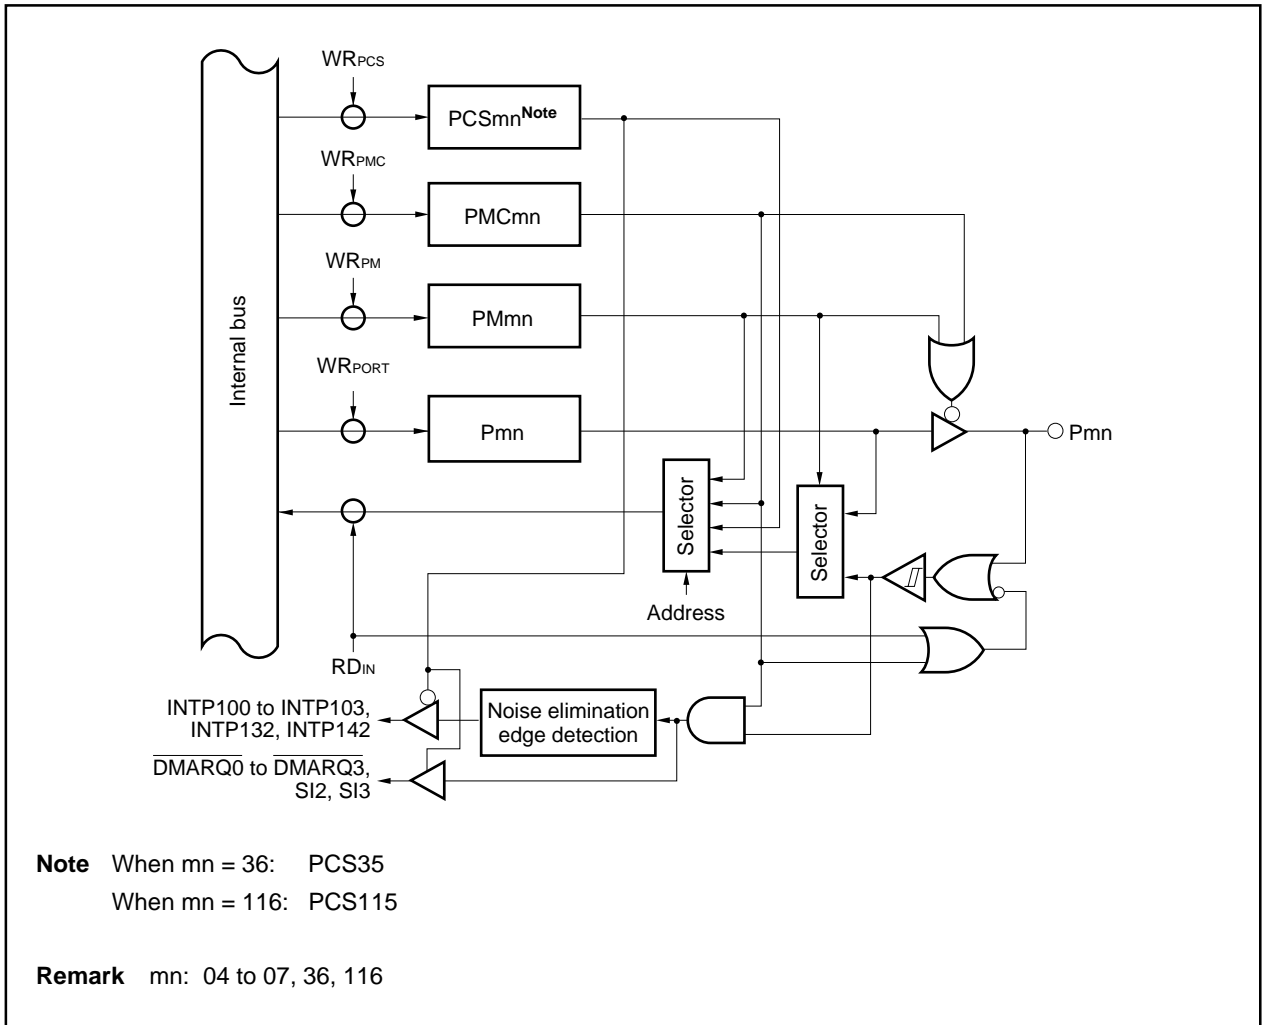 WRPCS
PCSmnNote
WRPMC
PMCmn
WRPM
PMmn
Internal bus
WRPORT
Pmn
Pmn
Selector
Selector
Address
RDIN
INTP100 to INTP103,
INTP132, INTP142
Noise elimination
edge detection
DMARQ0 to DMARQ3,
SI2, SI3
Note When mn = 36: PCS35
When mn = 116: PCS115
Remark mn: 04 to 07, 36, 116